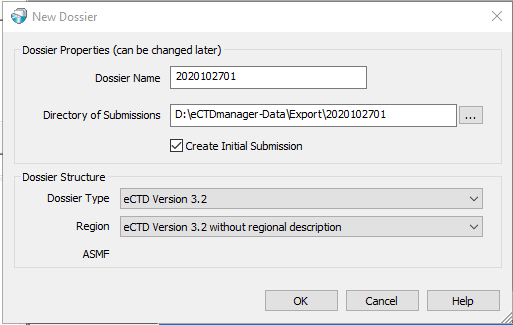 New Dossier
Dossier Properties (can be changed later)
Dossier Name 2020102701
Directory of Submissions D:\eCTDmanager-Data\Export\2020102701 ...
Create Initial Submission
Dossier Structure
Dossier Type eCTD Version 3.2
Region eCTD Version 3.2 without regional description
ASMF
OK Cancel Help